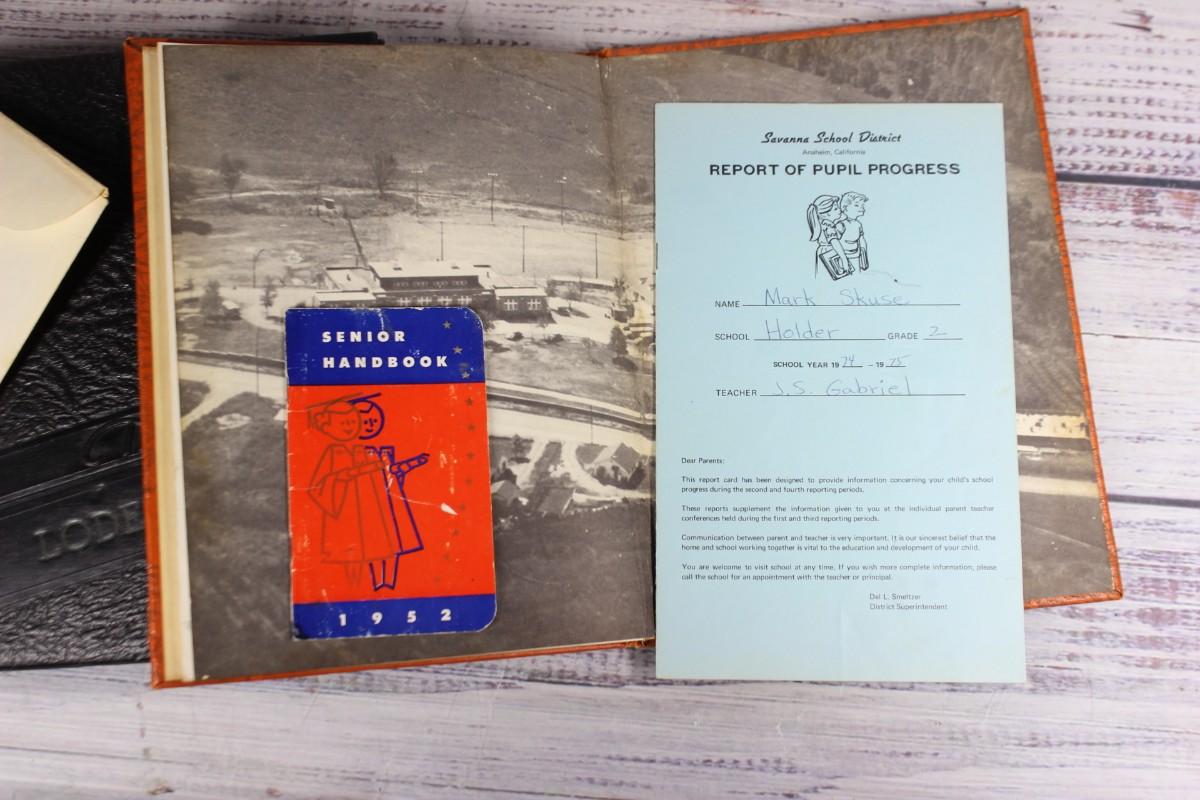 LODE
SENIOR
HANDBOOK
1952
Savanna School District
Anaheim, California
REPORT OF PUPIL PROGRESS
NAME Mark Skuse
SCHOOL Holder GRADE 2
SCHOOL YEAR 1974 - 1975
TEACHER J.S. Gabriel
Dear Parents:
This report card has been designed to provide information concerning your child's school
progress during the second and fourth reporting periods.
These reports supplement the information given to you at the individual parent teacher
conferences held during the first and third reporting periods.
Communication between parent and teacher is very important. It is our sincerest belief that the
home and school working together is vital to the education and development of your child.
You are welcome to visit school at any time. If you wish more complete information, please
call the school for an appointment with the teacher or principal.
Del L. Smeltzer
District Superintendent